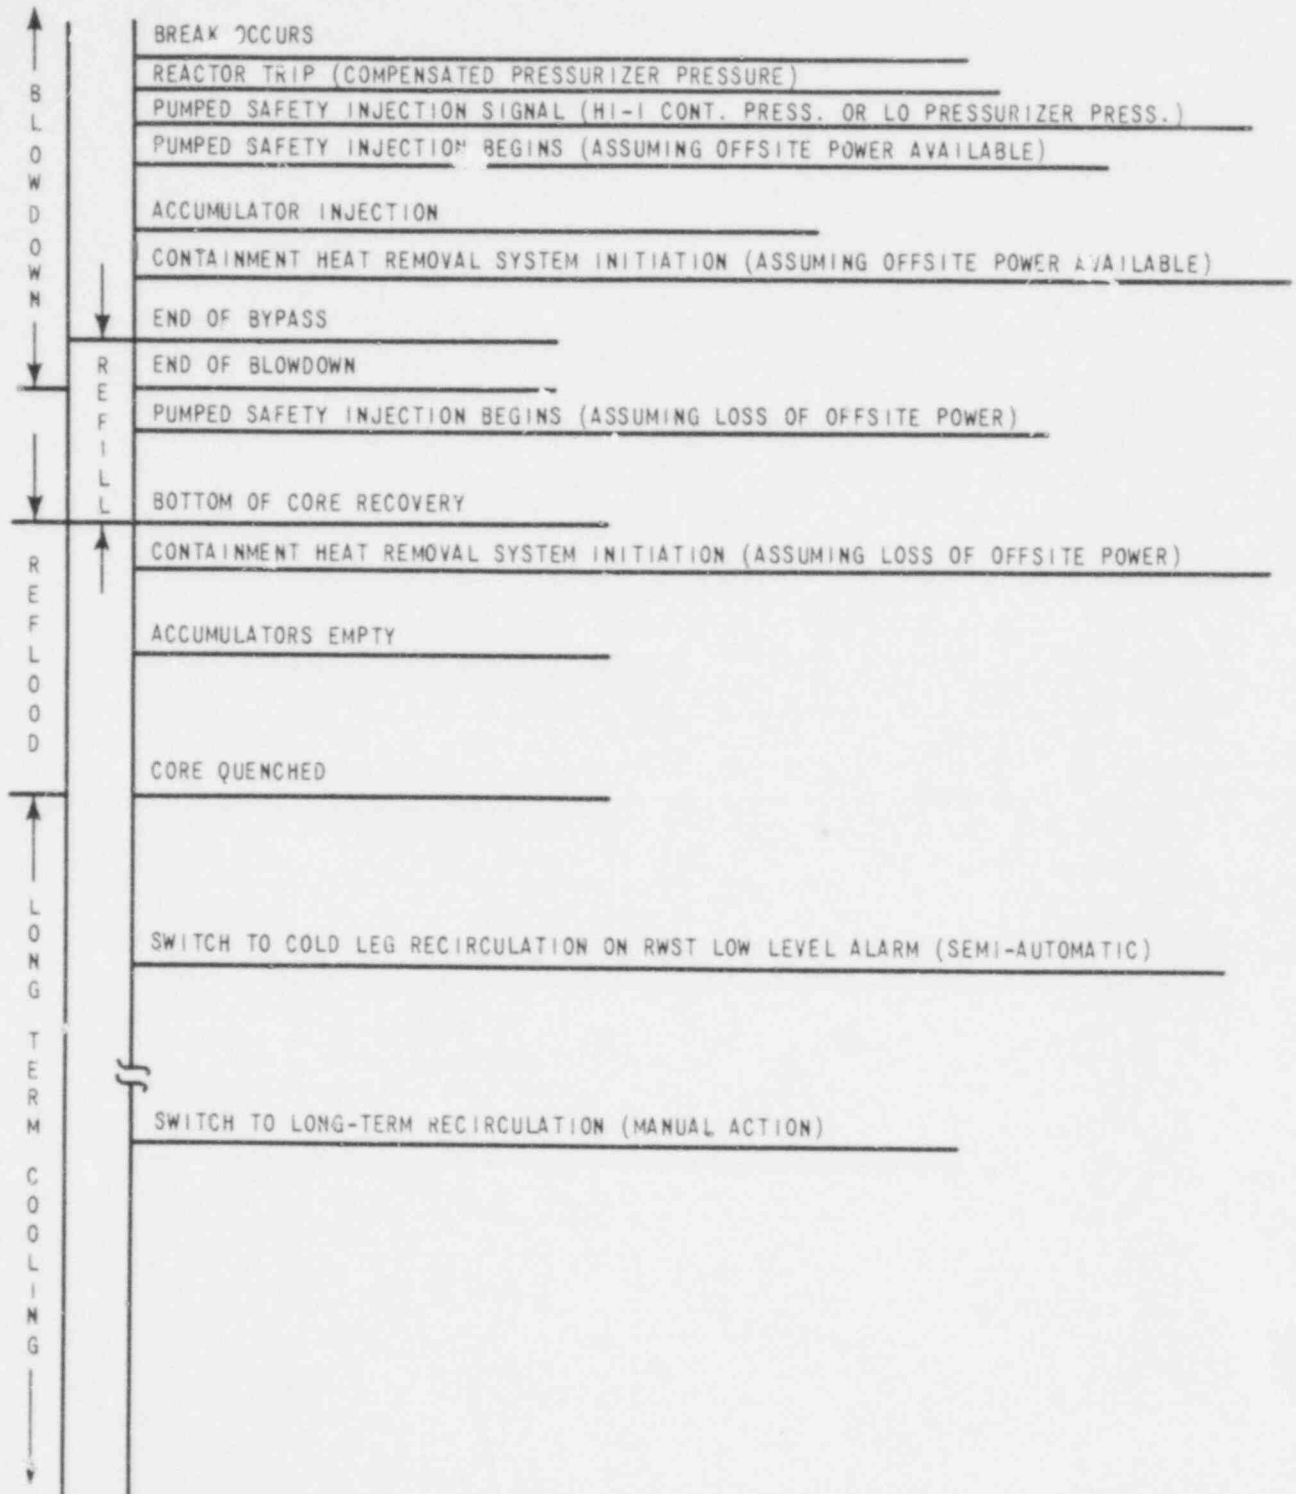 BREAK OCCURS
REACTOR TRIP (COMPENSATED PRESSURIZER PRESSURE)
PUMPED SAFETY INJECTION SIGNAL (HI-I CONT. PRESS. OR LO PRESSURIZER PRESS.)
PUMPED SAFETY INJECTION BEGINS (ASSUMING OFFSITE POWER AVAILABLE)
ACCUMULATOR INJECTION
CONTAINMENT HEAT REMOVAL SYSTEM INITIATION (ASSUMING OFFSITE POWER AVAILABLE)
BLOWDOWN
END OF BYPASS
END OF BLOWDOWN
PUMPED SAFETY INJECTION BEGINS (ASSUMING LOSS OF OFFSITE POWER)
REFILL
BOTTOM OF CORE RECOVERY
CONTAINMENT HEAT REMOVAL SYSTEM INITIATION (ASSUMING LOSS OF OFFSITE POWER)
ACCUMULATORS EMPTY
REFLOOD
CORE QUENCHED
SWITCH TO COLD LEG RECIRCULATION ON RWST LOW LEVEL ALARM (SEMI-AUTOMATIC)
SWITCH TO LONG-TERM RECIRCULATION (MANUAL ACTION)
LONG TERM COOLING